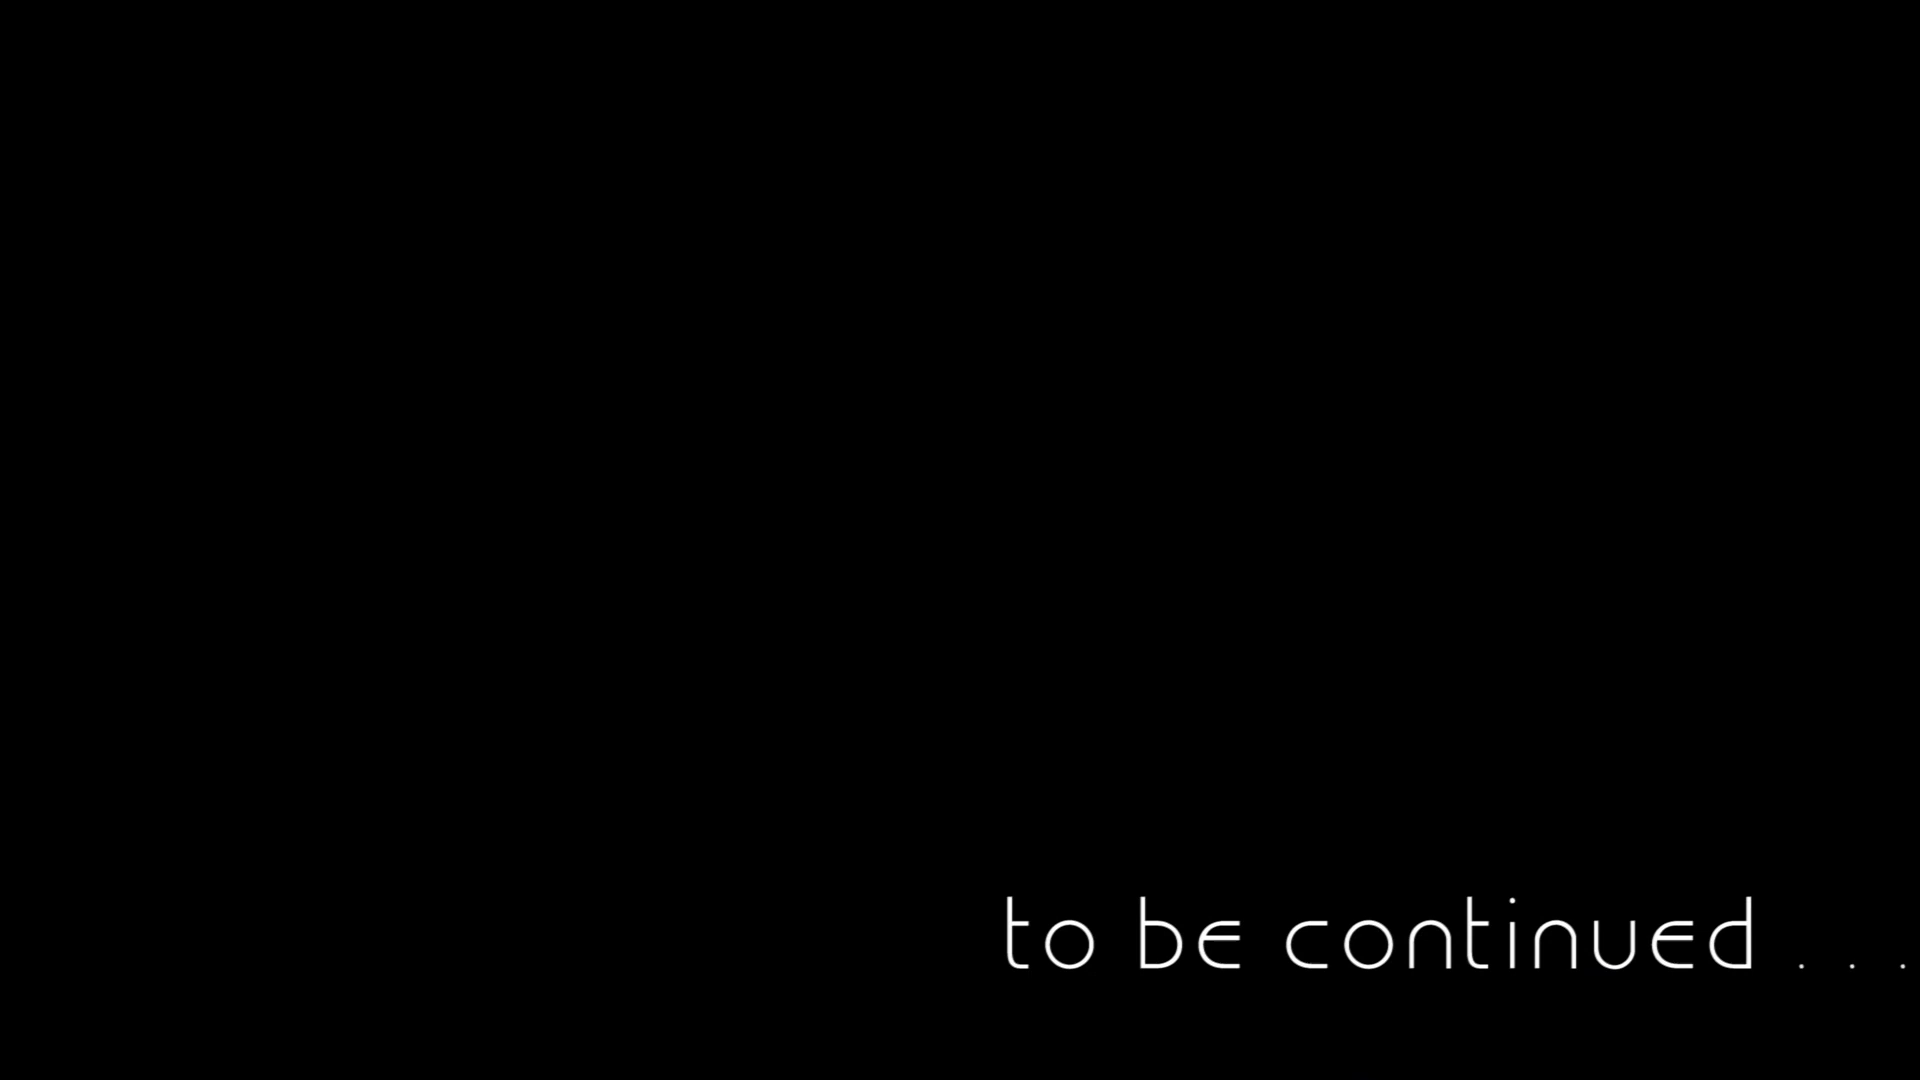 to be continued . . .